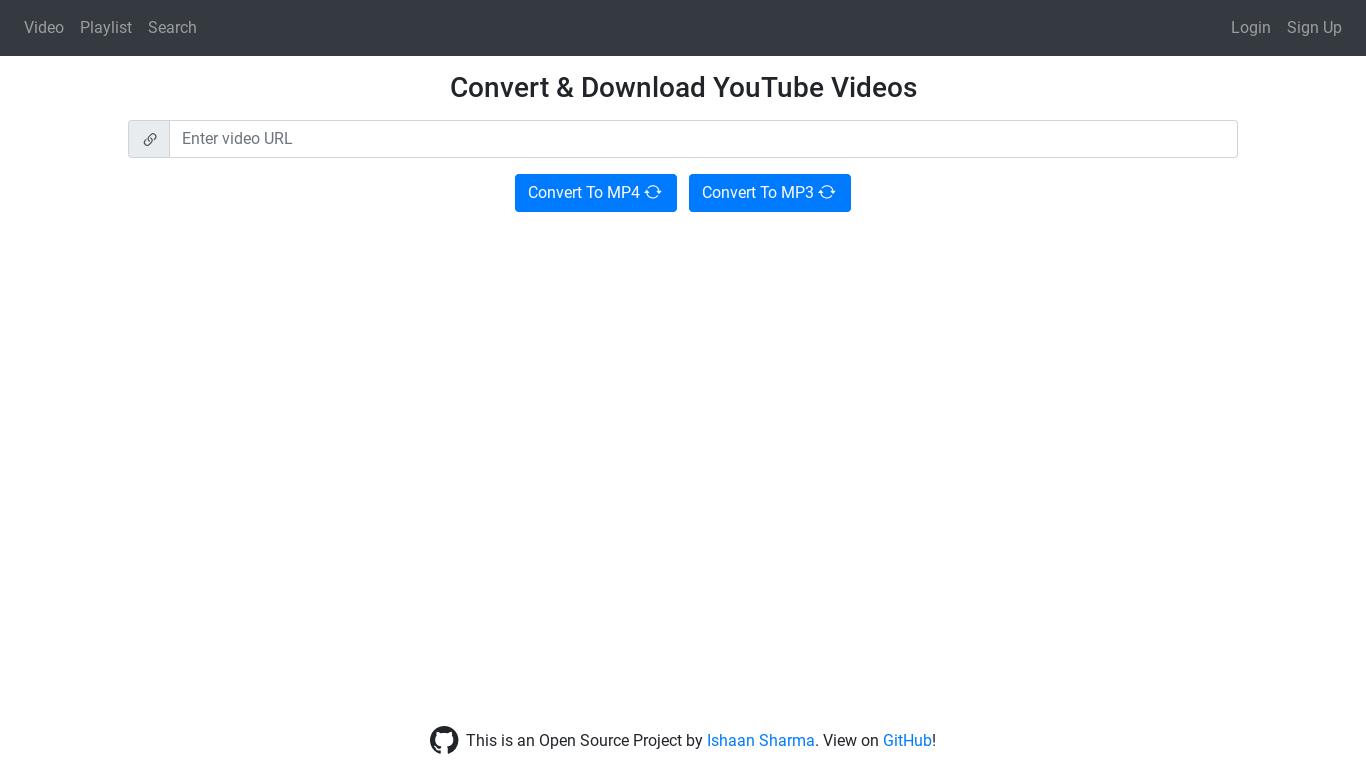 Video Playlist Search Login Sign Up
Convert & Download YouTube Videos
Enter video URL
Convert To MP4 Convert To MP3
This is an Open Source Project by Ishaan Sharma. View on GitHub!